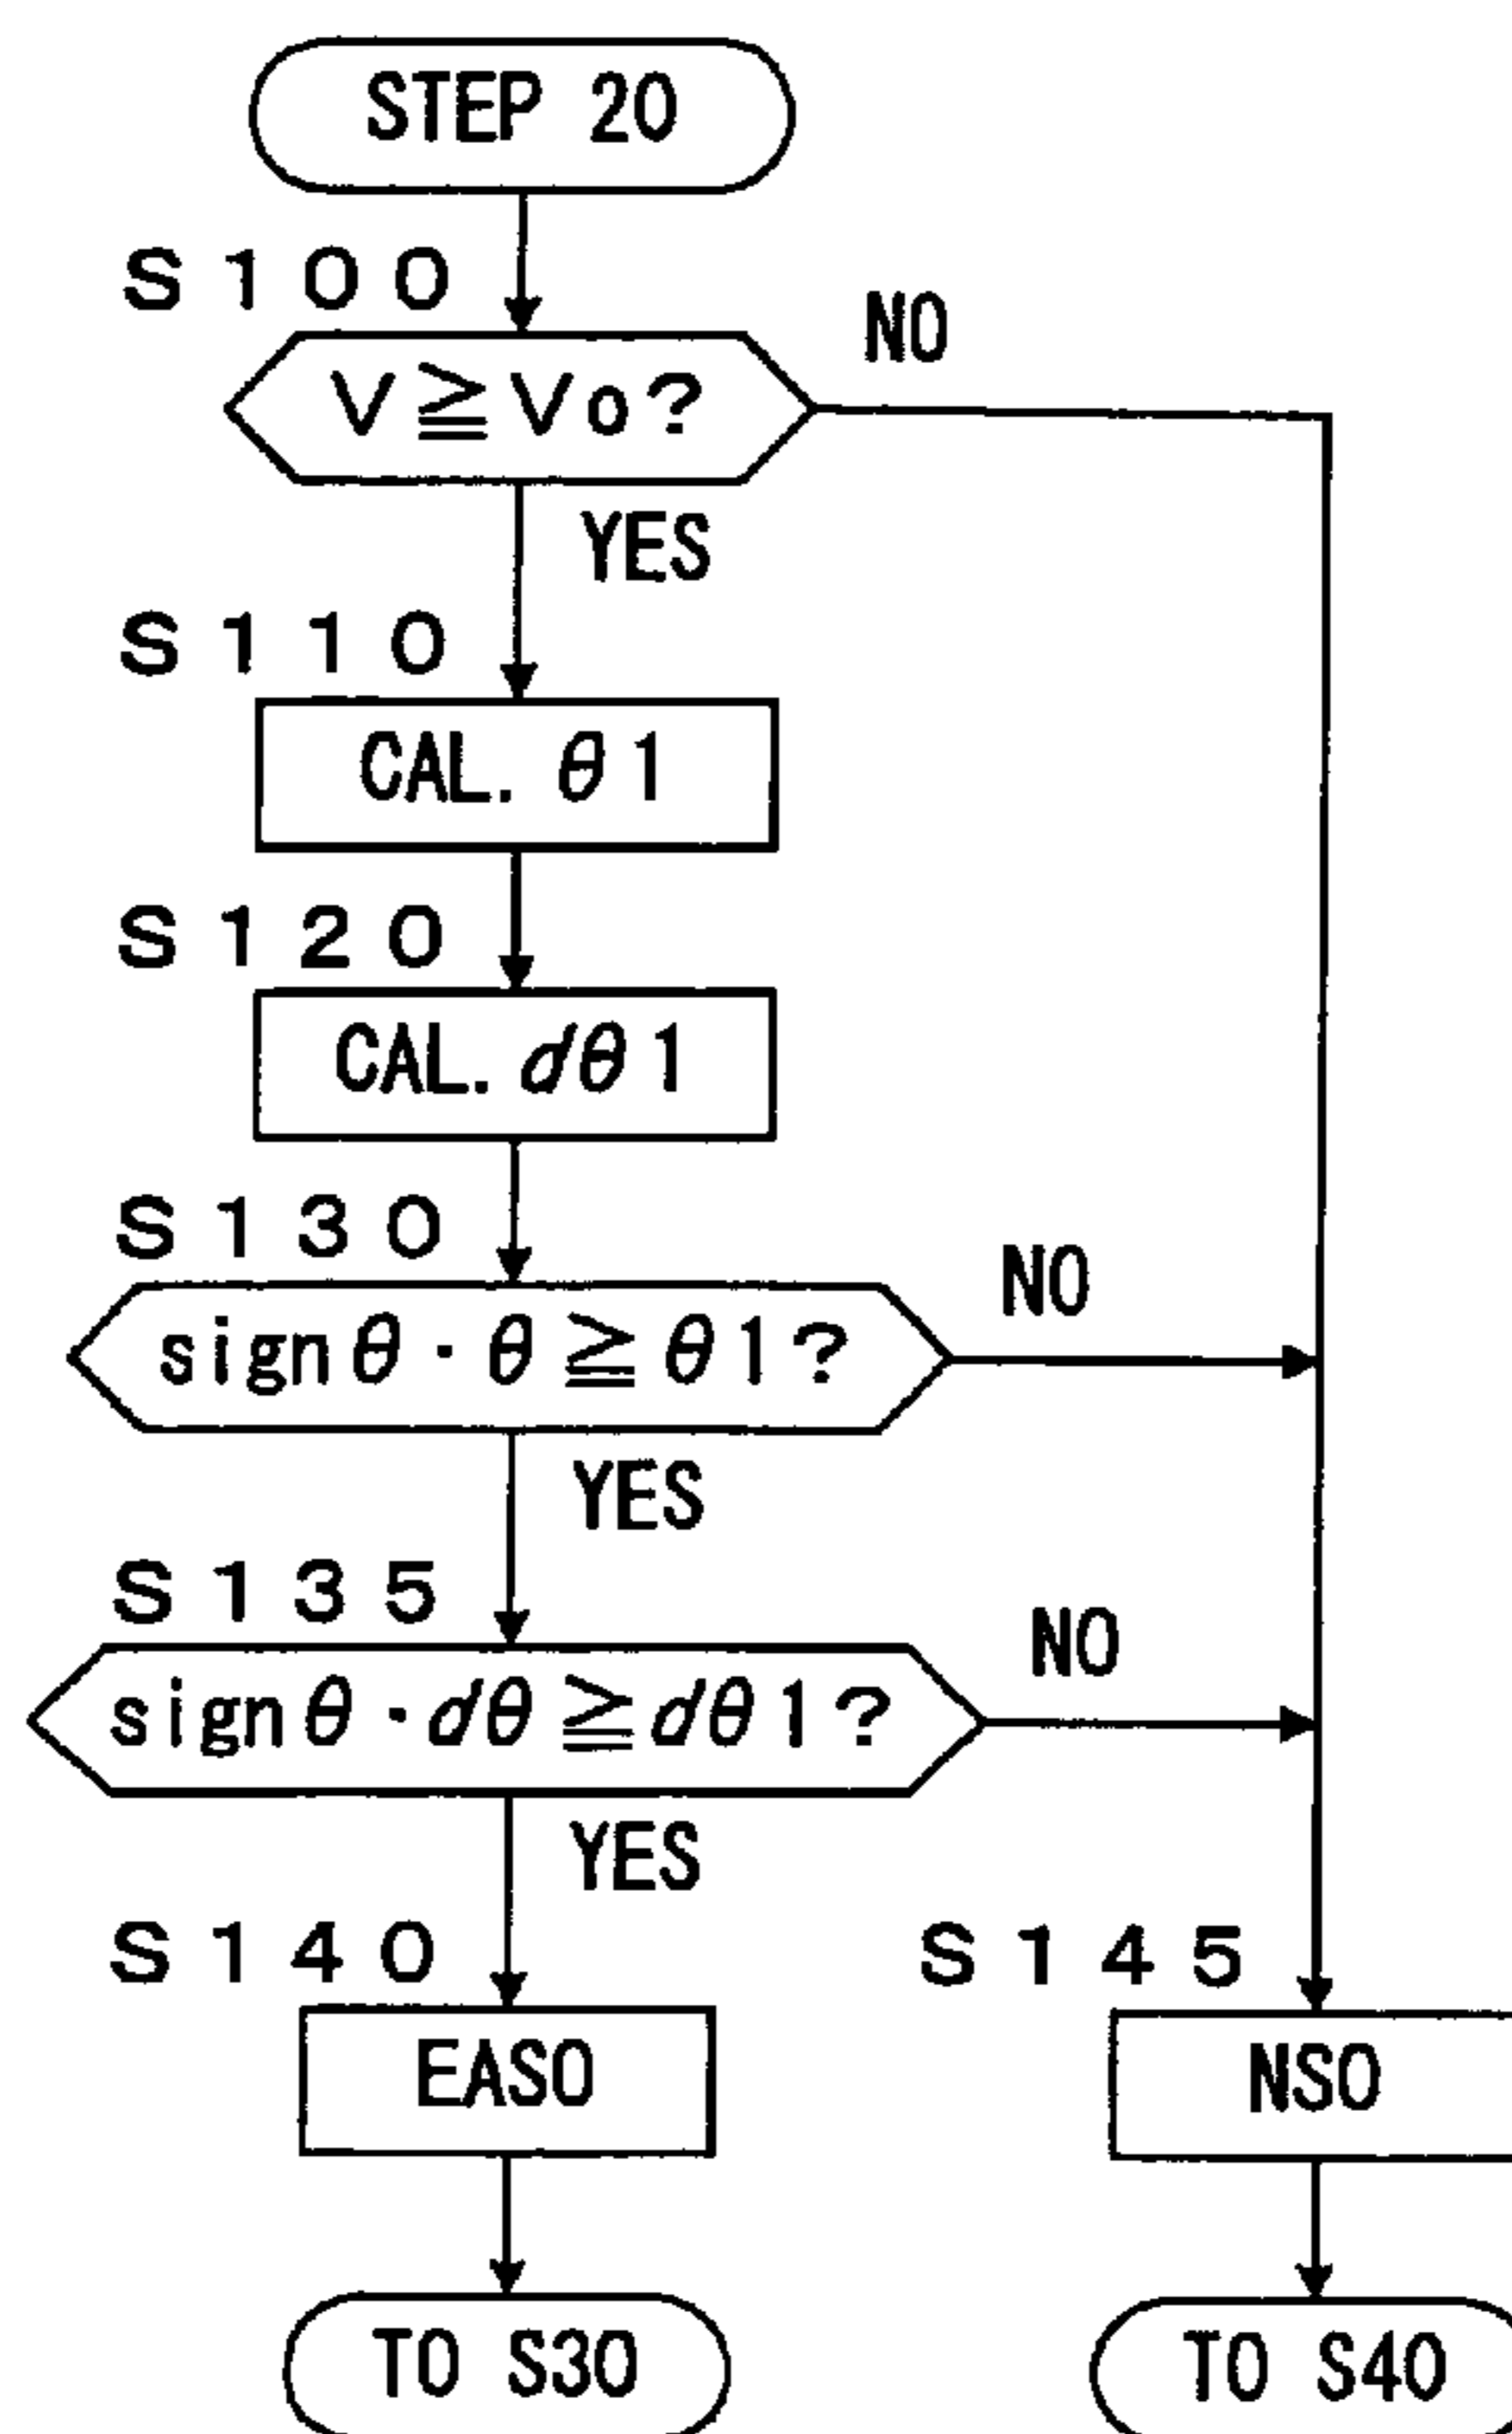 STEP 20
S100
V≧Vo?
NO
YES
S110
CAL. θ1
S120
CAL. dθ1
S130
signθ·θ≧θ1?
NO
YES
S135
signθ·dθ≧dθ1?
NO
YES
S140
S145
EASO
NSO
TO S30
TO S40